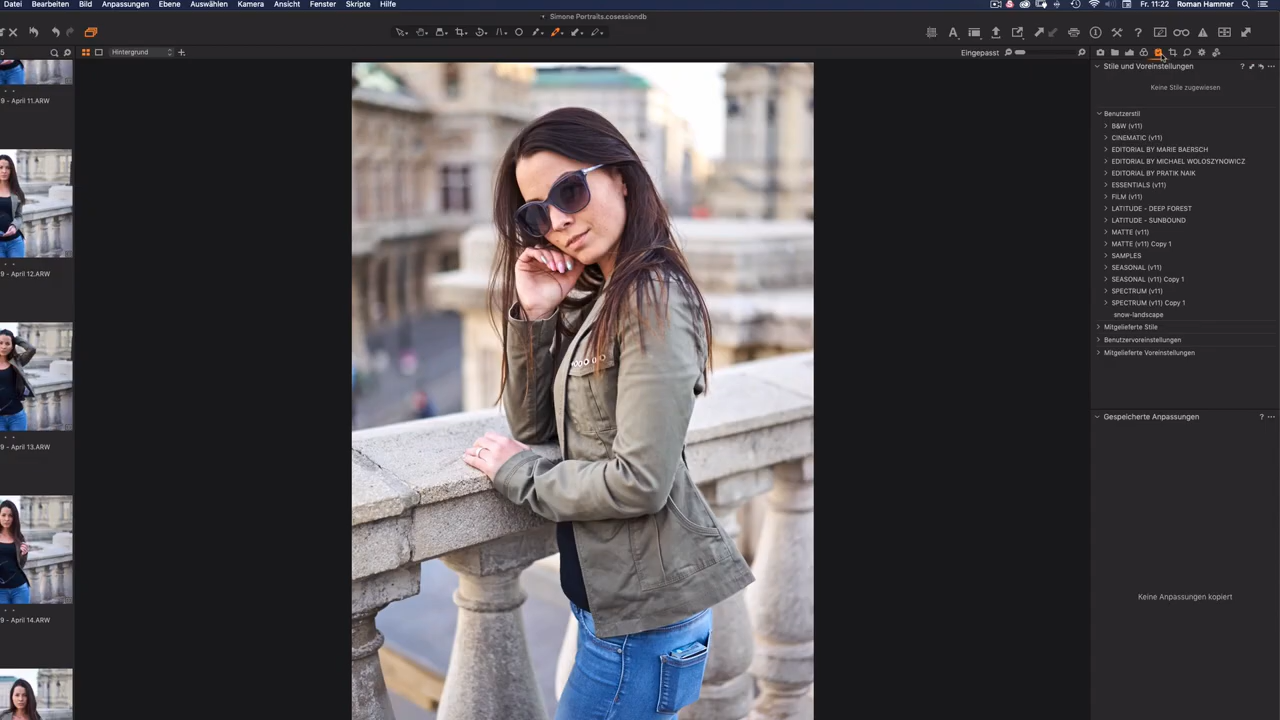 Datei Bearbeiten Bild Anpassungen Ebene Auswählen Kamera Ansicht Fenster Skripte Hilfe Fr. 11:22 Roman Hammer
Simone Portraits.cosessiondb
5 Hintergrund Eingepasst
Stile und Voreinstellungen ?
Keine Stile zugewiesen
Benutzerstil
B&W (v11)
CINEMATIC (v11)
EDITORIAL BY MARIE BAERSCH
EDITORIAL BY MICHAEL WOLOSZYNOWICZ
EDITORIAL BY PRATIK NAIK
ESSENTIALS (v11)
FILM (v11)
LATITUDE - DEEP FOREST
LATITUDE - SUNBOUND
MATTE (v11)
MATTE (v11) Copy 1
SAMPLES
SEASONAL (v11)
SEASONAL (v11) Copy 1
SPECTRUM (v11)
SPECTRUM (v11) Copy 1
snow-landscape
Mitgelieferte Stile
Benutzervoreinstellungen
Mitgelieferte Voreinstellungen
Gespeicherte Anpassungen ?
Keine Anpassungen kopiert
9 - April 11.ARW
9 - April 12.ARW
9 - April 13.ARW
9 - April 14.ARW